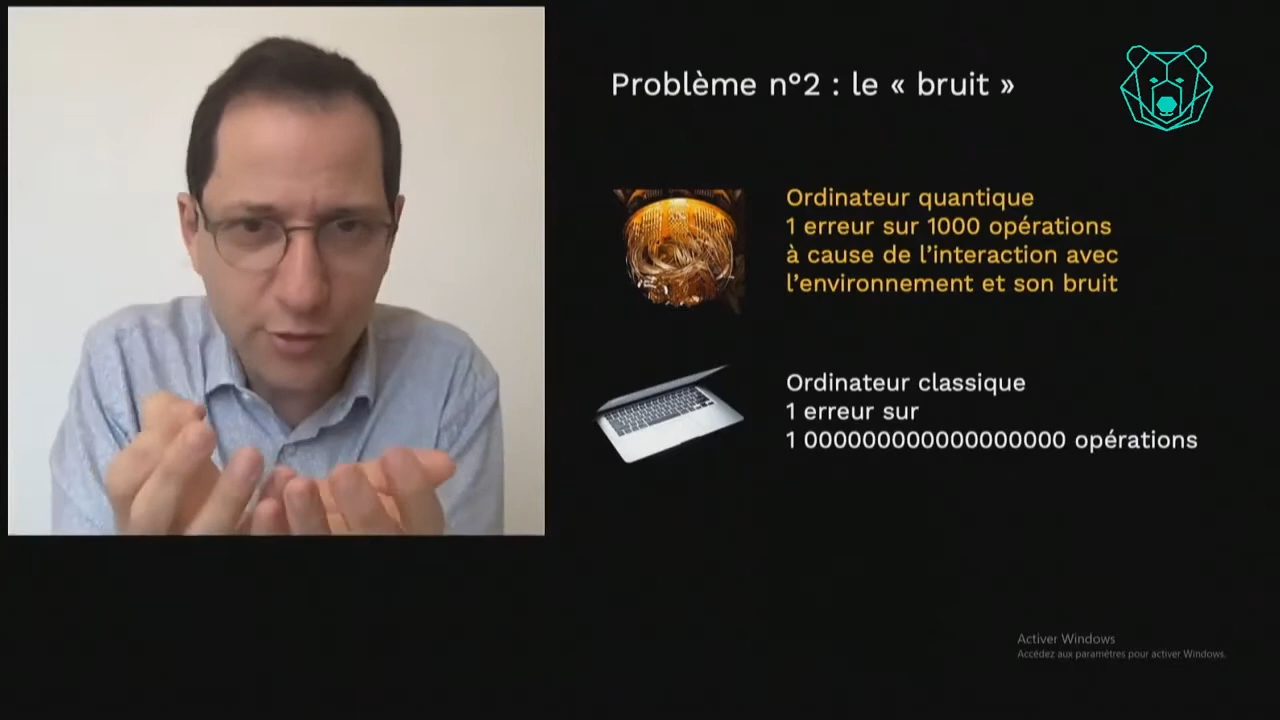 Problème n°2 : le « bruit »
Ordinateur quantique
1 erreur sur 1000 opérations
à cause de l’interaction avec
l’environnement et son bruit
Ordinateur classique
1 erreur sur
1 000000000000000000 opérations
Activer Windows
Accédez aux paramètres pour activer Windows.